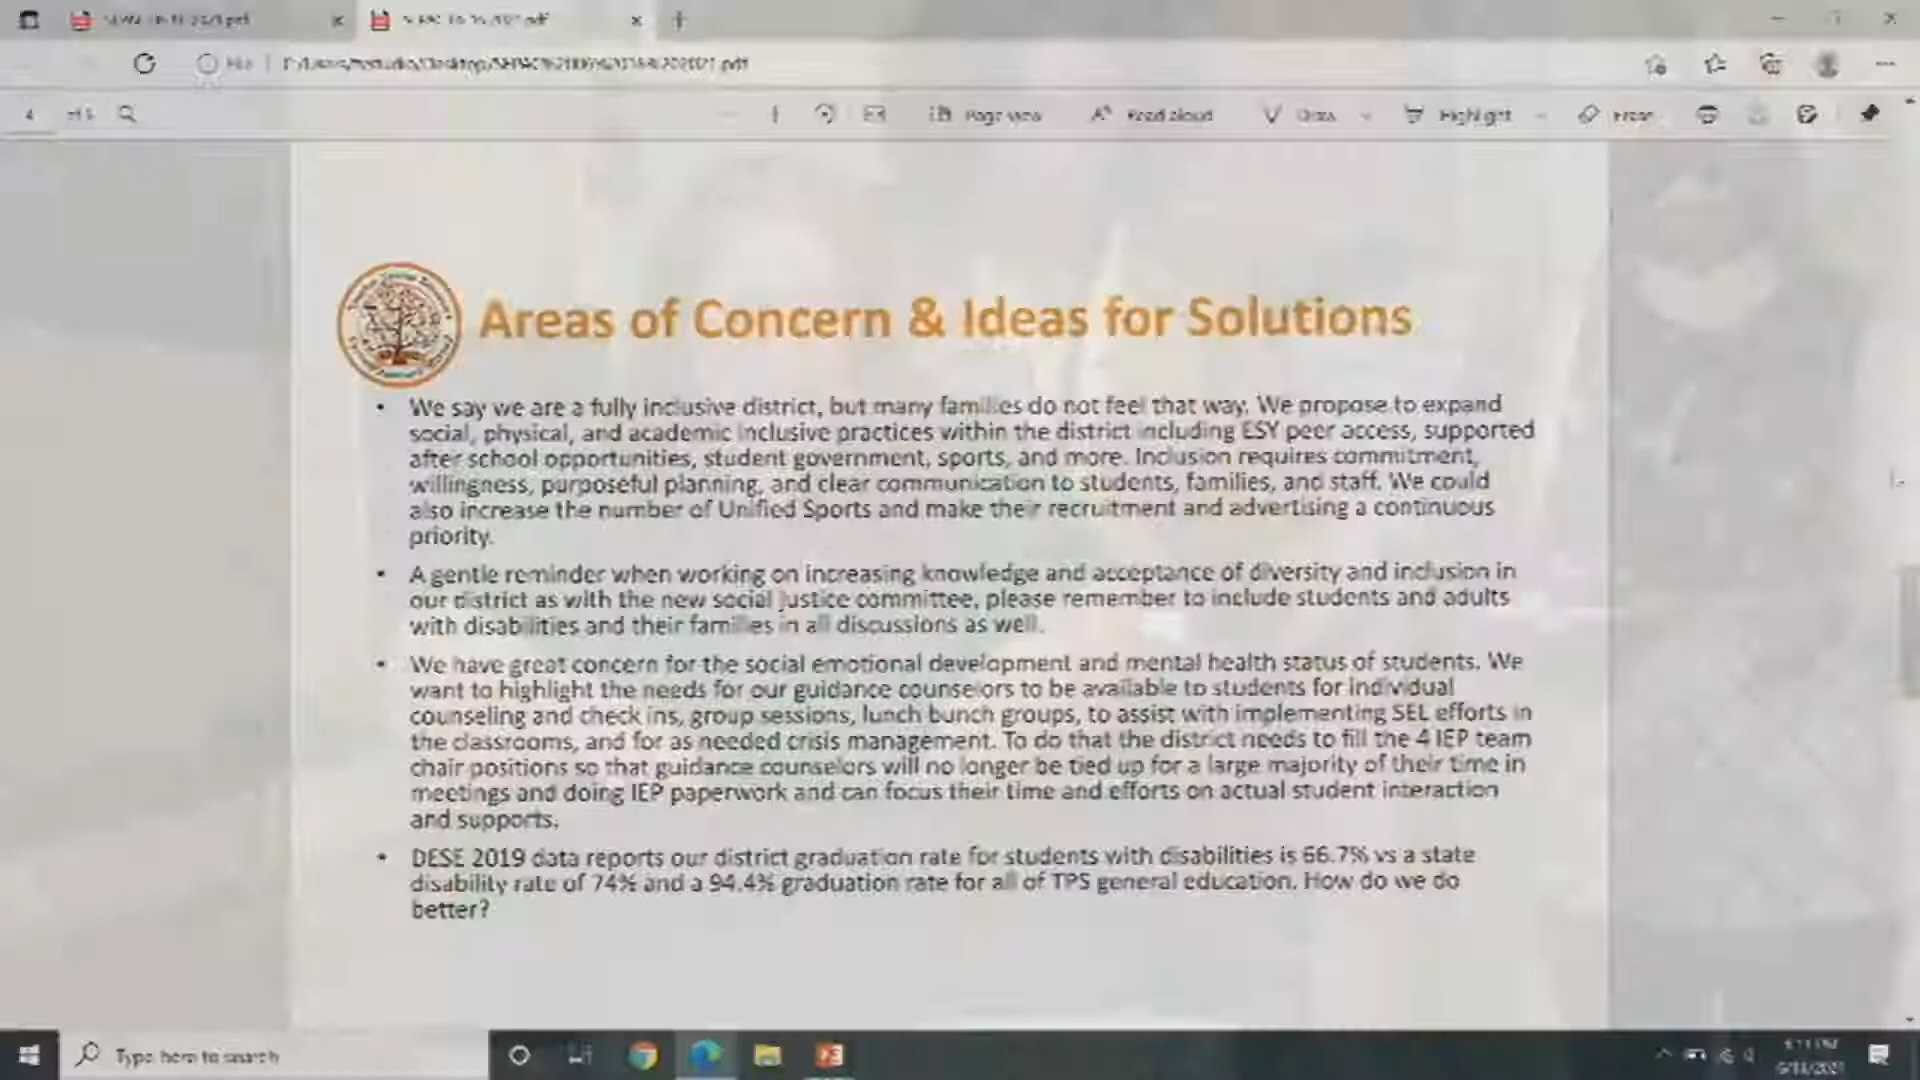 Page view
Read aloud
Draw
Highlight
Erase
Areas of Concern & Ideas for Solutions
• We say we are a fully inclusive district, but many families do not feel that way. We propose to expand
social, physical, and academic inclusive practices within the district including ESY peer access, supported
after school opportunities, student government, sports, and more. Inclusion requires commitment,
willingness, purposeful planning, and clear communication to students, families, and staff. We could
also increase the number of Unified Sports and make their recruitment and advertising a continuous
priority.
• A gentle reminder when working on increasing knowledge and acceptance of diversity and inclusion in
our district as with the new social justice committee, please remember to include students and adults
with disabilities and their families in all discussions as well.
• We have great concern for the social emotional development and mental health status of students. We
want to highlight the needs for our guidance counselors to be available to students for individual
counseling and check ins, group sessions, lunch bunch groups, to assist with implementing SEL efforts in
the classrooms, and for as needed crisis management. To do that the district needs to fill the 4 IEP team
chair positions so that guidance counselors will no longer be tied up for a large majority of their time in
meetings and doing IEP paperwork and can focus their time and efforts on actual student interaction
and supports.
• DESE 2019 data reports our district graduation rate for students with disabilities is 66.7% vs a state
disability rate of 74% and a 94.4% graduation rate for all of TPS general education. How do we do
better?
Type here to search